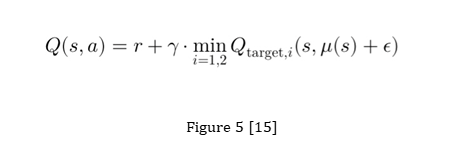 Q(s, a) = r + γ · min_{i=1,2} Q_{target,i}(s, μ(s) + ϵ)
Figure 5 [15]